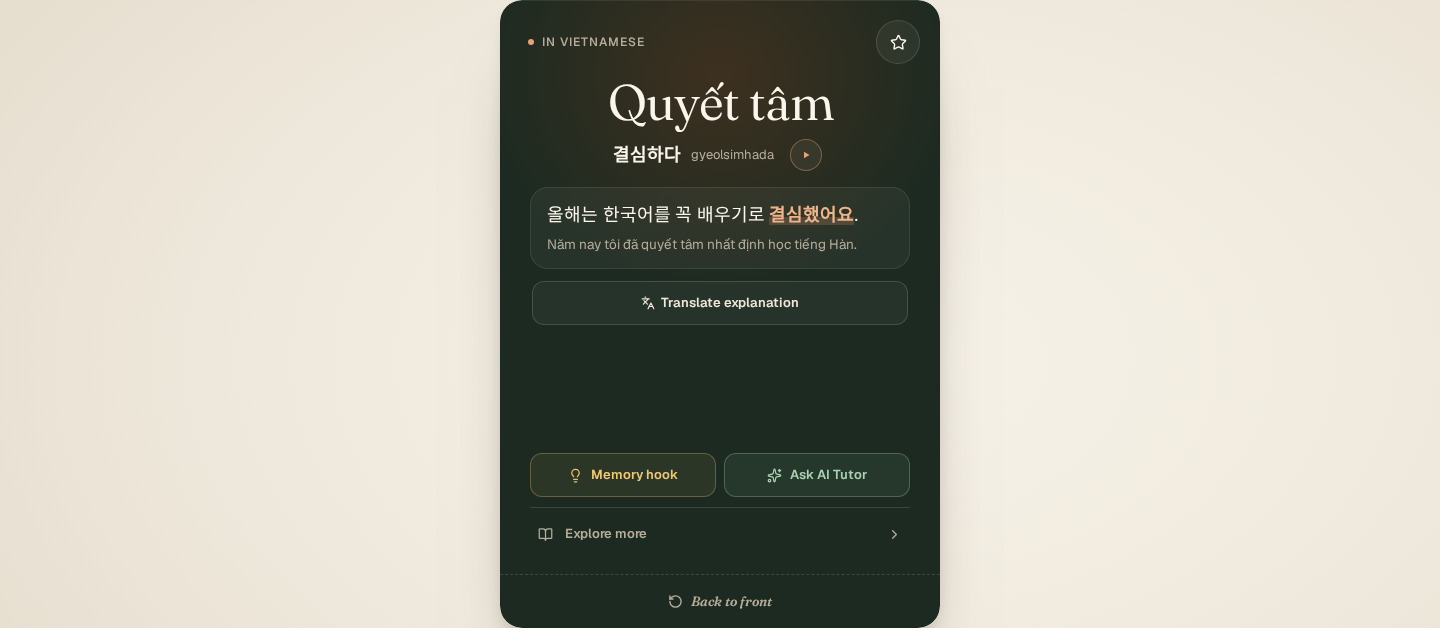 IN VIETNAMESE
Quyết tâm
결심하다 gyeolsimhada
올해는 한국어를 꼭 배우기로 결심했어요.
Năm nay tôi đã quyết tâm nhất định học tiếng Hàn.
Translate explanation
Memory hook
Ask AI Tutor
Explore more
Back to front